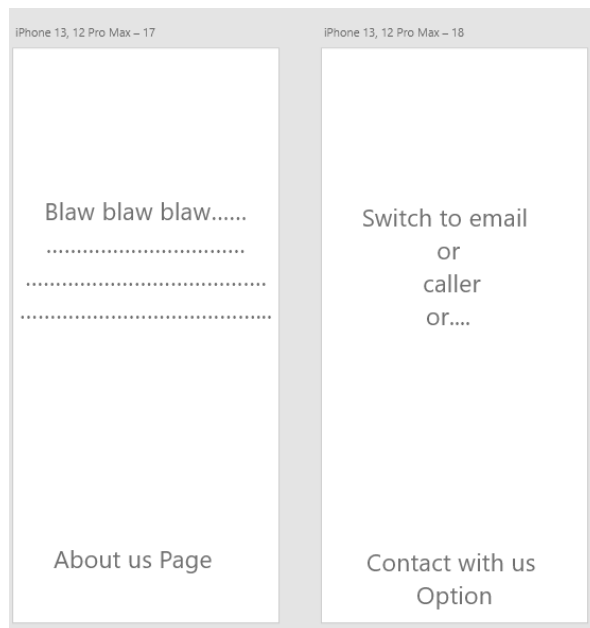 iPhone 13, 12 Pro Max – 17
Blaw blaw blaw......
.................................
........................................
..........................................
About us Page
iPhone 13, 12 Pro Max – 18
Switch to email
or
caller
or....
Contact with us
Option